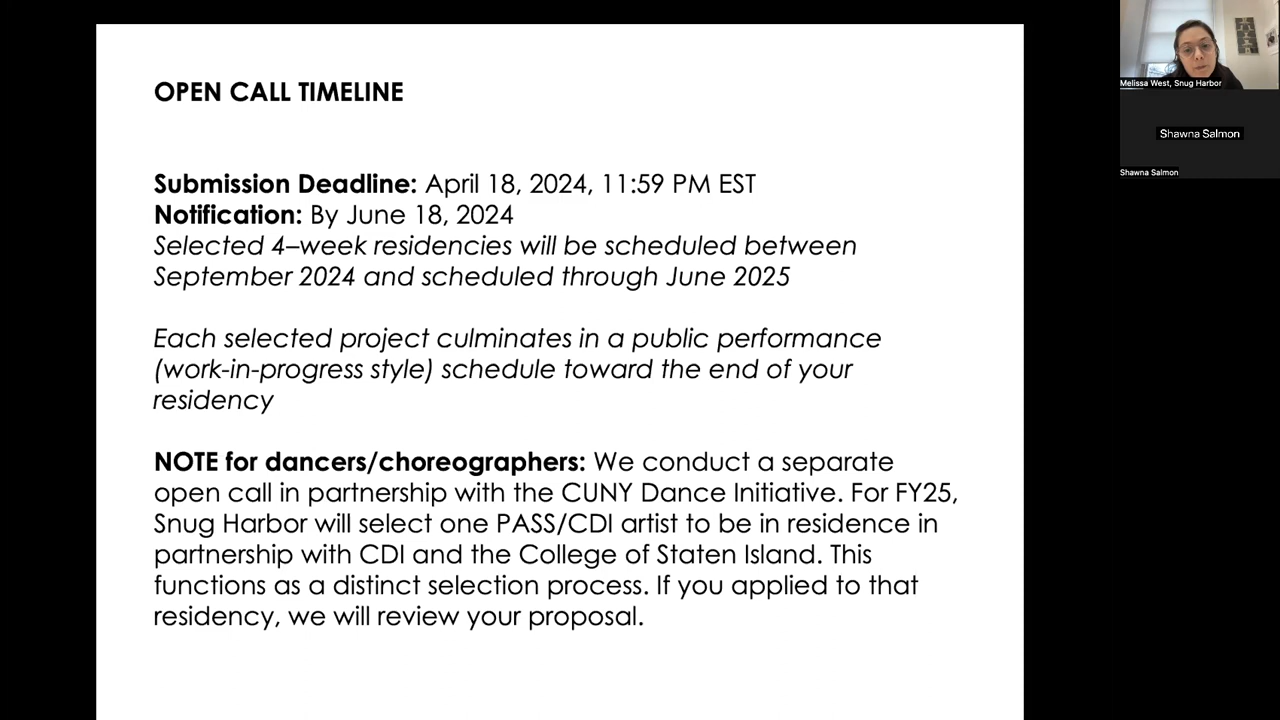 OPEN CALL TIMELINE
Submission Deadline: April 18, 2024, 11:59 PM EST
Notification: By June 18, 2024
Selected 4–week residencies will be scheduled between
September 2024 and scheduled through June 2025
Each selected project culminates in a public performance
(work-in-progress style) schedule toward the end of your
residency
NOTE for dancers/choreographers: We conduct a separate
open call in partnership with the CUNY Dance Initiative. For FY25,
Snug Harbor will select one PASS/CDI artist to be in residence in
partnership with CDI and the College of Staten Island. This
functions as a distinct selection process. If you applied to that
residency, we will review your proposal.
Melissa West, Snug Harbor
Shawna Salmon
Shawna Salmon